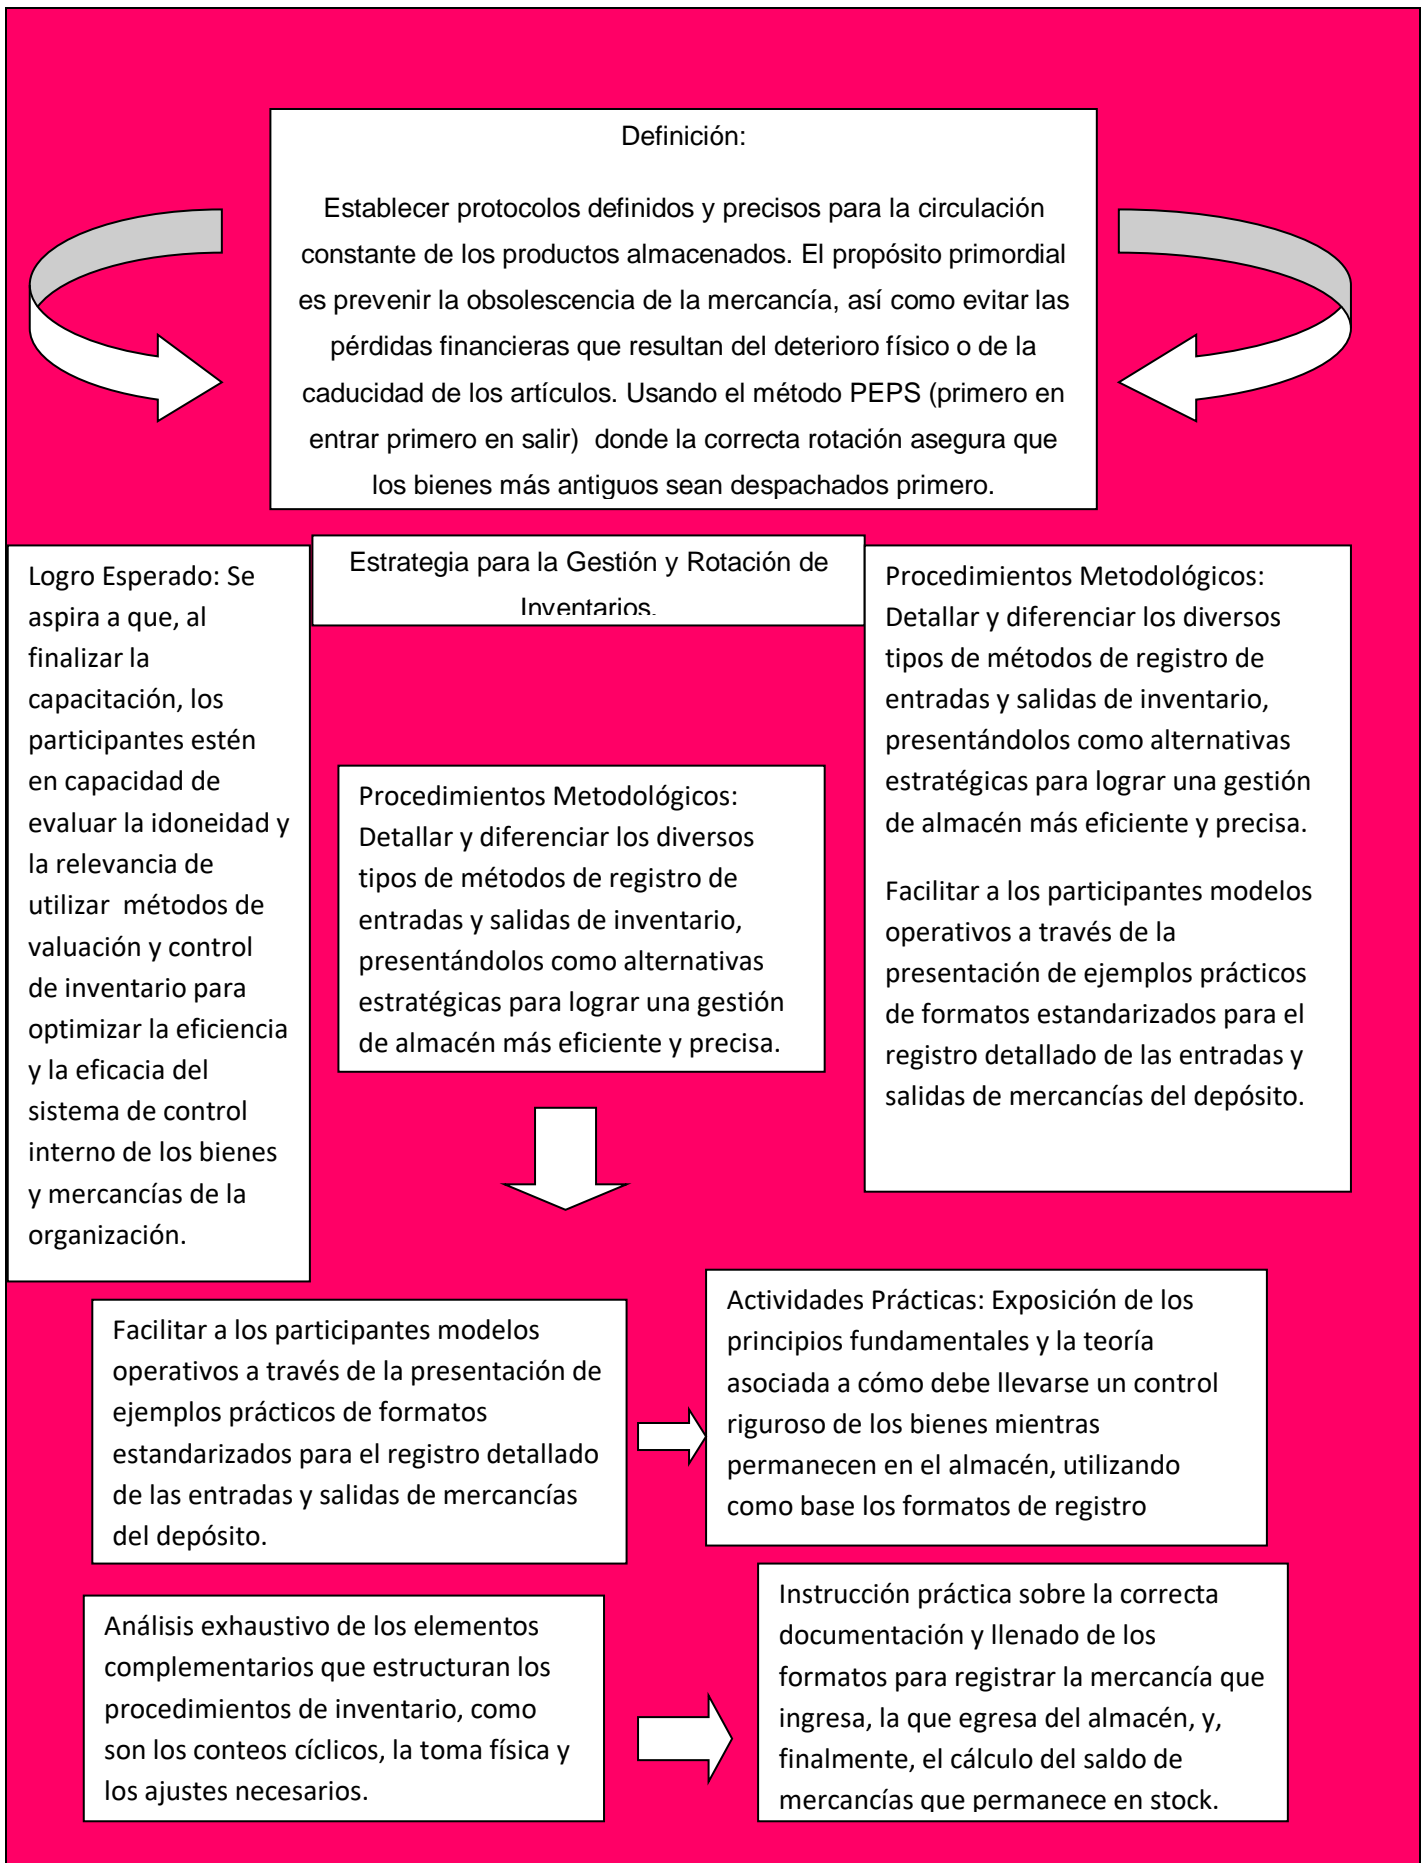 Definición:
Establecer protocolos definidos y precisos para la circulación
constante de los productos almacenados. El propósito primordial
es prevenir la obsolescencia de la mercancía, así como evitar las
pérdidas financieras que resultan del deterioro físico o de la
caducidad de los artículos. Usando el método PEPS (primero en
entrar primero en salir)  donde la correcta rotación asegura que
los bienes más antiguos sean despachados primero.
Estrategia para la Gestión y Rotación de
Inventarios.
Logro Esperado: Se
aspira a que, al
finalizar la
capacitación, los
participantes estén
en capacidad de
evaluar la idoneidad y
la relevancia de
utilizar  métodos de
valuación y control
de inventario para
optimizar la eficiencia
y la eficacia del
sistema de control
interno de los bienes
y mercancías de la
organización.
Procedimientos Metodológicos:
Detallar y diferenciar los diversos
tipos de métodos de registro de
entradas y salidas de inventario,
presentándolos como alternativas
estratégicas para lograr una gestión
de almacén más eficiente y precisa.
Procedimientos Metodológicos:
Detallar y diferenciar los diversos
tipos de métodos de registro de
entradas y salidas de inventario,
presentándolos como alternativas
estratégicas para lograr una gestión
de almacén más eficiente y precisa.
Facilitar a los participantes modelos
operativos a través de la
presentación de ejemplos prácticos
de formatos estandarizados para el
registro detallado de las entradas y
salidas de mercancías del depósito.
Facilitar a los participantes modelos
operativos a través de la presentación de
ejemplos prácticos de formatos
estandarizados para el registro detallado
de las entradas y salidas de mercancías
del depósito.
Actividades Prácticas: Exposición de los
principios fundamentales y la teoría
asociada a cómo debe llevarse un control
riguroso de los bienes mientras
permanecen en el almacén, utilizando
como base los formatos de registro
Análisis exhaustivo de los elementos
complementarios que estructuran los
procedimientos de inventario, como
son los conteos cíclicos, la toma física y
los ajustes necesarios.
Instrucción práctica sobre la correcta
documentación y llenado de los
formatos para registrar la mercancía que
ingresa, la que egresa del almacén, y,
finalmente, el cálculo del saldo de
mercancías que permanece en stock.